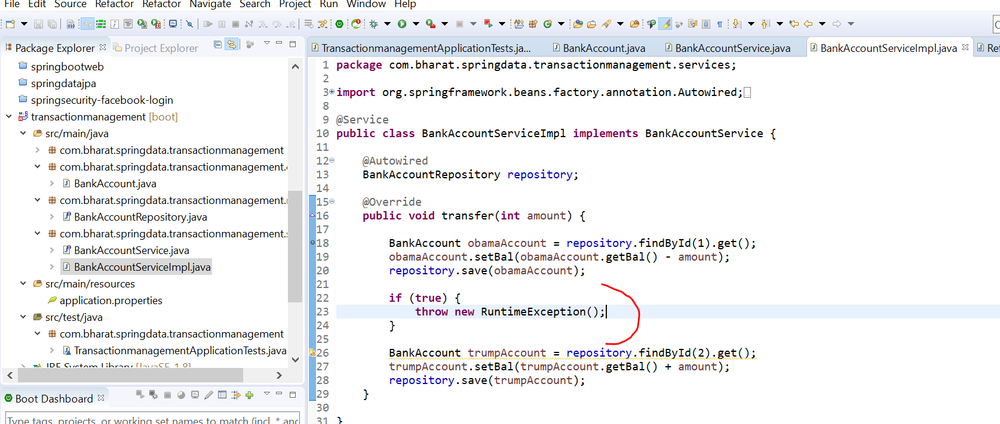 File Edit Source Refactor Refactor Navigate Search Project Run Window Help
Package Explorer Project Explorer
springbootweb
springdatajpa
springsecurity-facebook-login
transactionmanagement [boot]
src/main/java
com.bharat.springdata.transactionmanagement
com.bharat.springdata.transactionmanagement.
BankAccount.java
com.bharat.springdata.transactionmanagement.
BankAccountRepository.java
com.bharat.springdata.transactionmanagement.
BankAccountService.java
BankAccountServiceImpl.java
src/main/resources
application.properties
src/test/java
com.bharat.springdata.transactionmanagement
TransactionmanagementApplicationTests.java
JRE System Library [JavaSE-1.8]
Boot Dashboard
Type tags, projects, or working set names to match (incl. * and
TransactionmanagementApplicationTests.ja... BankAccount.java BankAccountService.java BankAccountServiceImpl.java
1 package com.bharat.springdata.transactionmanagement.services;
2
3 import org.springframework.beans.factory.annotation.Autowired;
8
9 @Service
10 public class BankAccountServiceImpl implements BankAccountService {
11
12 @Autowired
13 BankAccountRepository repository;
14
15 @Override
16 public void transfer(int amount) {
17
18 BankAccount obamaAccount = repository.findById(1).get();
19 obamaAccount.setBal(obamaAccount.getBal() - amount);
20 repository.save(obamaAccount);
21
22 if (true) {
23 throw new RuntimeException();
24 }
25
26 BankAccount trumpAccount = repository.findById(2).get();
27 trumpAccount.setBal(trumpAccount.getBal() + amount);
28 repository.save(trumpAccount);
29 }
30
31 }